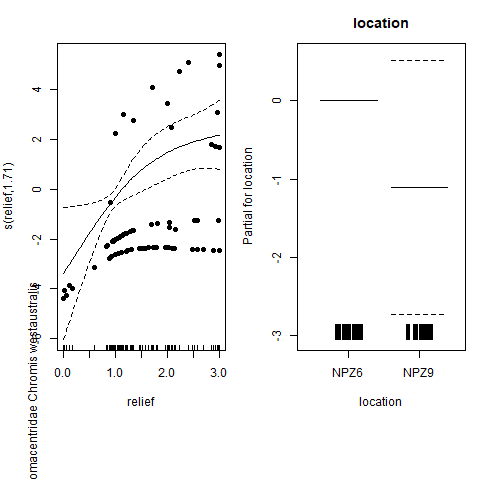 location
s(relief,1.71)
4
2
0
-2
-4
-6
0.0
1.0
2.0
3.0
relief
omacentridae Chromis westaustralis
Partial for location
0
-1
-2
-3
NPZ6
NPZ9
location